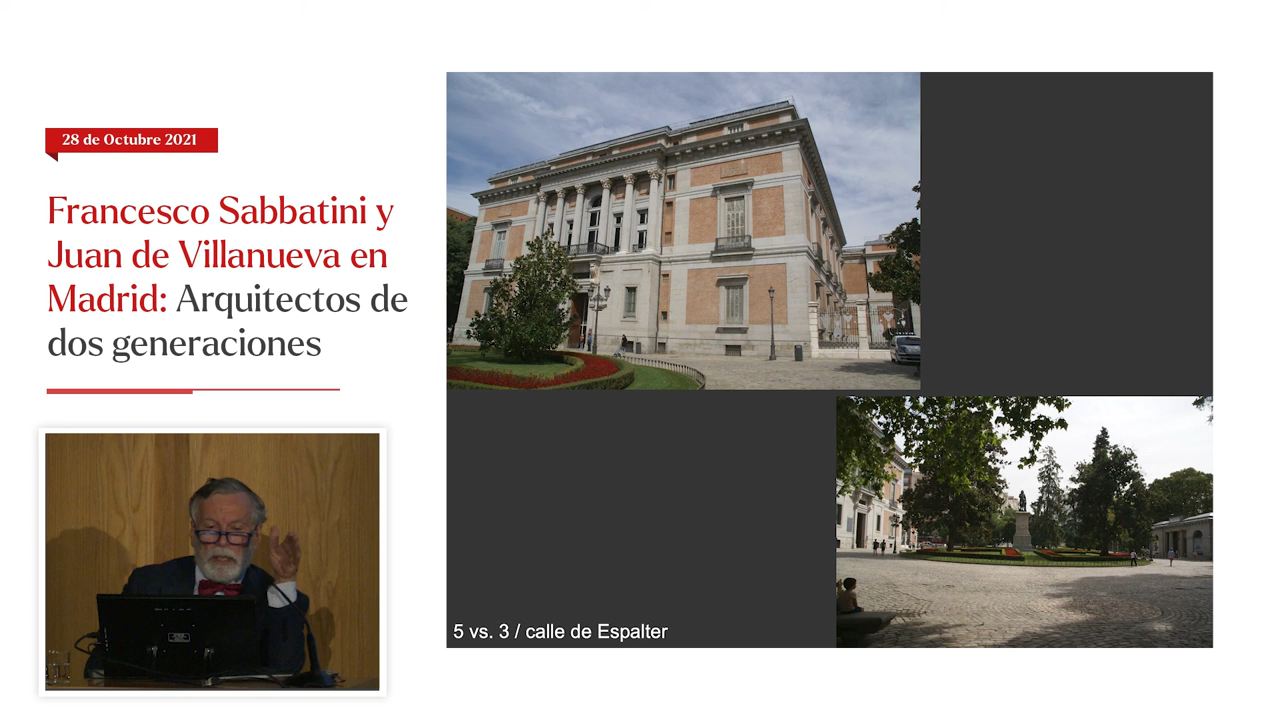 28 de Octubre 2021
Francesco Sabbatini y
Juan de Villanueva en
Madrid: Arquitectos de
dos generaciones
5 vs. 3 / calle de Espalter